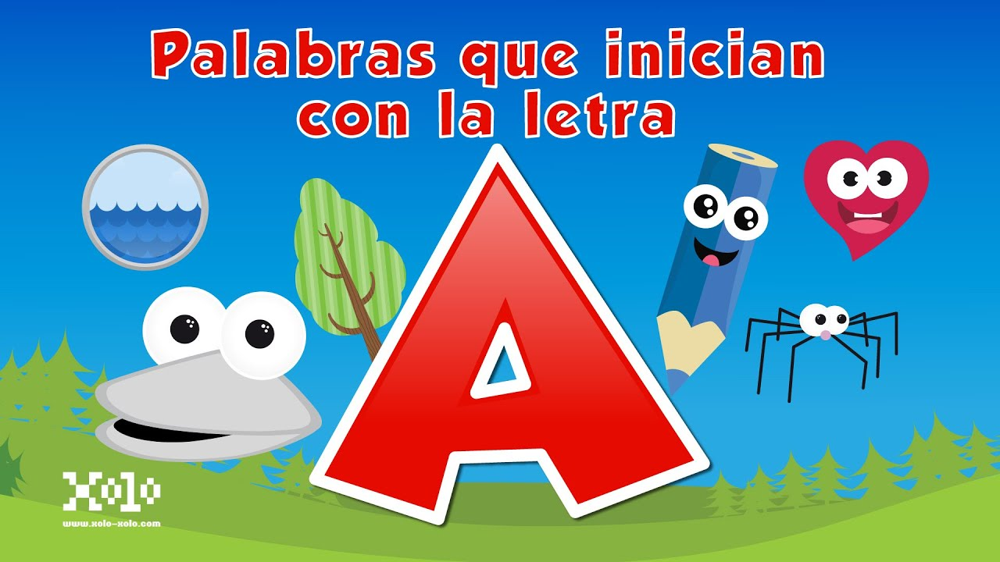 Palabras que inician
con la letra
A
Xolo
www.xolo-xolo.com